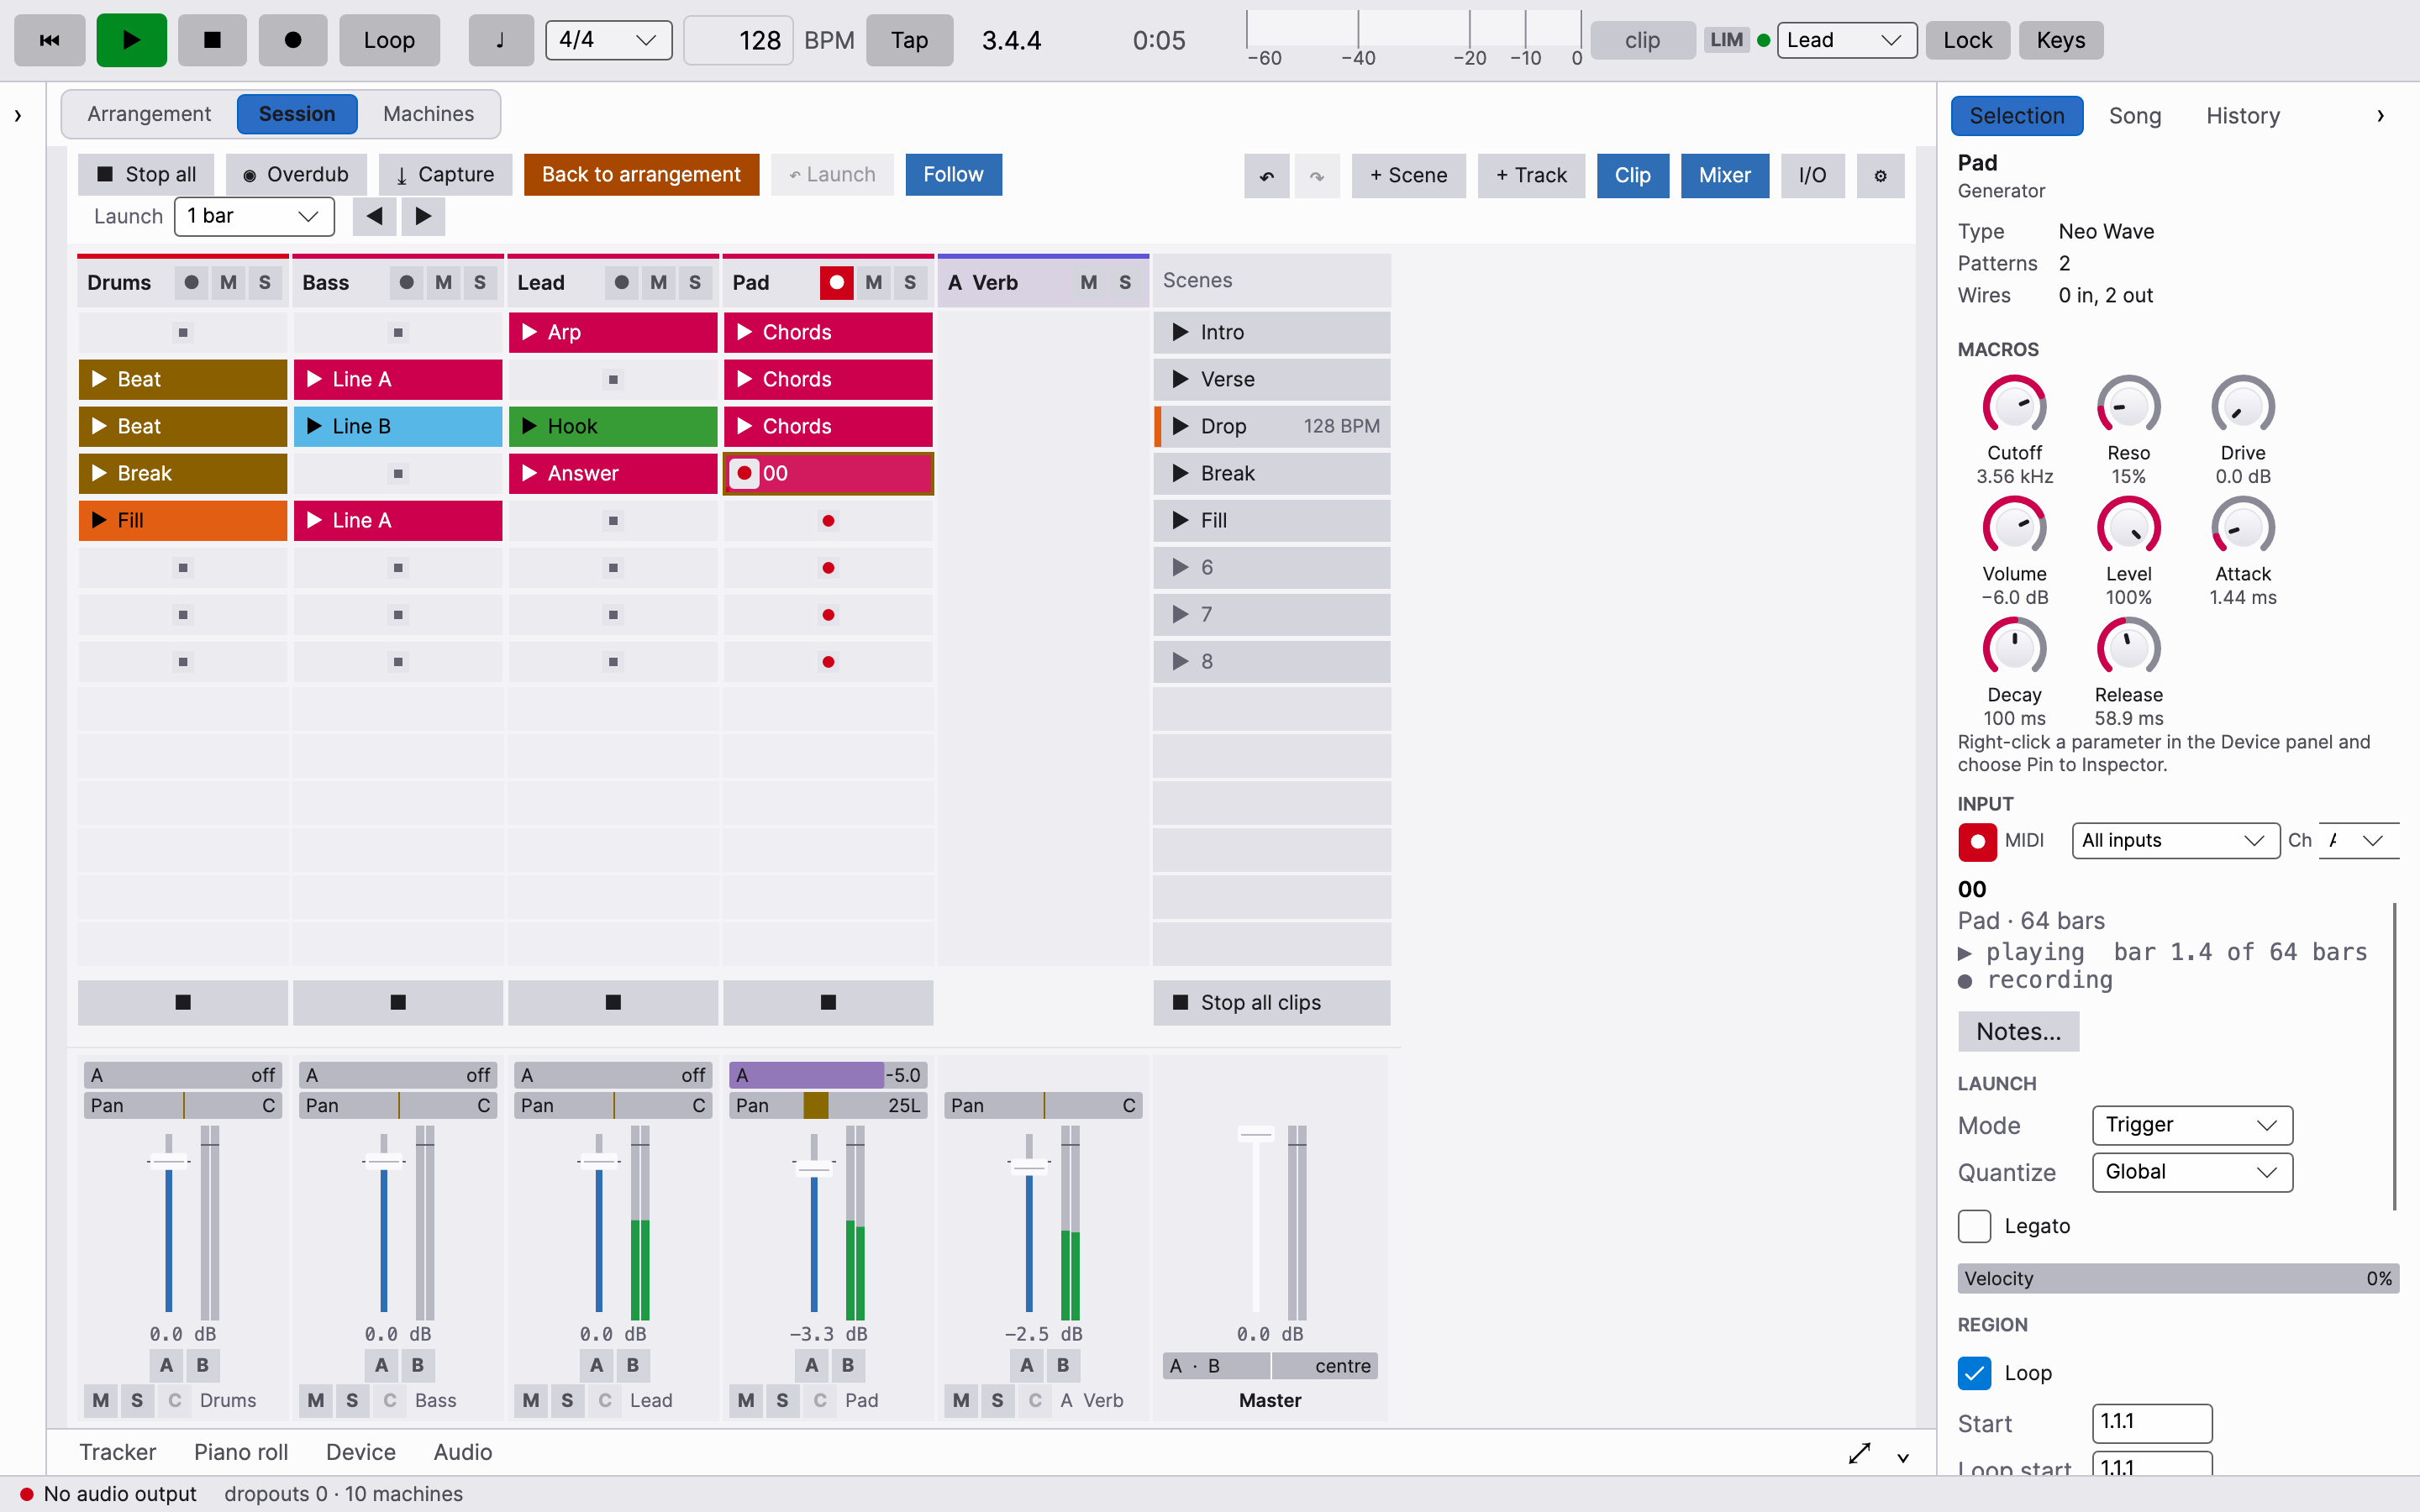 Loop 4/4 128 BPM Tap 3.4.4 0:05 −60 −40 −20 −10 0 clip LIM Lead Lock Keys
Arrangement Session Machines
Stop all Overdub Capture Back to arrangement Launch Follow + Scene + Track Clip Mixer I/O
Launch 1 bar
Drums M S Bass M S Lead M S Pad M S A Verb M S Scenes
Arp Chords Intro
Beat Line A Chords Verse
Beat Line B Hook Chords Drop 128 BPM
Break Answer 00 Break
Fill Line A Fill
6
7
8
Stop all clips
A off A off A off A -5.0
Pan C Pan C Pan C Pan 25L Pan C
0.0 dB 0.0 dB 0.0 dB −3.3 dB −2.5 dB 0.0 dB
A B A B A B A B A B A · B centre
M S C Drums M S C Bass M S C Lead M S C Pad M S C A Verb Master
Tracker Piano roll Device Audio
No audio output dropouts 0 · 10 machines
Selection Song History
Pad
Generator
Type Neo Wave
Patterns 2
Wires 0 in, 2 out
MACROS
Cutoff Reso Drive
3.56 kHz 15% 0.0 dB
Volume Level Attack
−6.0 dB 100% 1.44 ms
Decay Release
100 ms 58.9 ms
Right-click a parameter in the Device panel and
choose Pin to Inspector.
INPUT
MIDI All inputs Ch
00
Pad · 64 bars
playing bar 1.4 of 64 bars
recording
Notes...
LAUNCH
Mode Trigger
Quantize Global
Legato
Velocity 0%
REGION
Loop
Start 1.1.1
Loop start 1.1.1